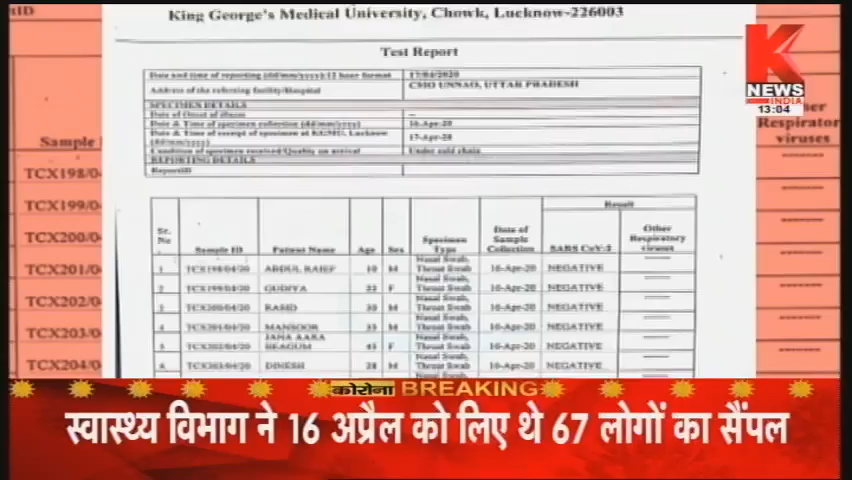 King George's Medical University, Chowk, Lucknow-226003
Test Report
Date and time of reporting (dd/mm/yyyy) 12 hour format 17/04/2020
Address of the referring facility/Hospital CMO UNNAO, UTTAR PRADESH
SPECIMEN DETAILS
Date of Onset of illness --
Date & Time of specimen collection (dd/mm/yyyy) 16-Apr-20
Date & Time of receipt of specimen at KGMU, Lucknow (dd/mm/yyyy) 17-Apr-20
Condition of specimen received/Quality on arrival Under cold chain
REPORTING DETAILS
ReportID
Sr. No Sample ID Patient Name Age Sex Specimen Type Date of Sample Collection Result SARS CoV-2 Other Respiratory viruses
1 TCX198/04/20 ABDUL M Nasal Swab, Throat Swab 16-Apr-20 NEGATIVE
2 TCX199/04/20 GUDIYA 22 F Nasal Swab, Throat Swab 16-Apr-20 NEGATIVE
3 TCX200/04/20 RASID 30 M Nasal Swab, Throat Swab 16-Apr-20 NEGATIVE
4 TCX201/04/20 MANSOOR M Nasal Swab, Throat Swab 16-Apr-20 NEGATIVE
5 TCX202/04/20 JAHA AARA BEAGUM 45 F Nasal Swab, Throat Swab 16-Apr-20 NEGATIVE
6 TCX203/04/20 DINESH 28 M Nasal Swab, Throat Swab 16-Apr-20 NEGATIVE
tID
Sample
TCX198/0
TCX199/0
TCX200/0
TCX201/0
TCX202/0
TCX203/0
TCX204/0
Respirator
viruses
K
NEWS
INDIA
13:04
कोरोना BREAKING
स्वास्थ्य विभाग ने 16 अप्रैल को लिए थे 67 लोगों का सैंपल